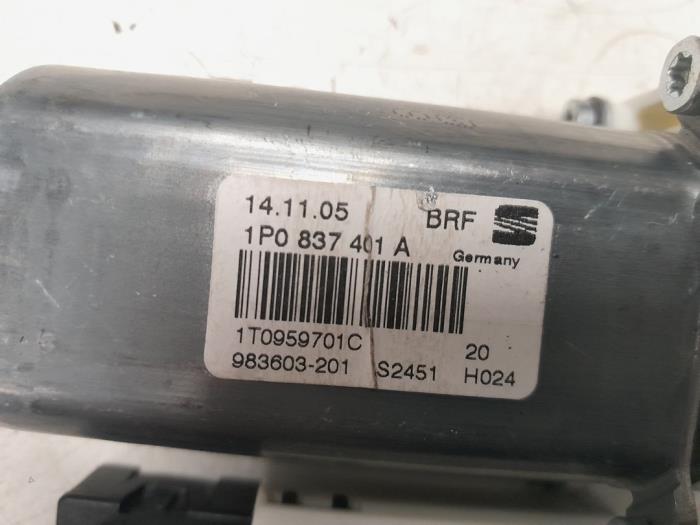 14.11.05 BRF
1P0 837 401 A Germany
1T0959701C 20
983603-201 S2451 H024